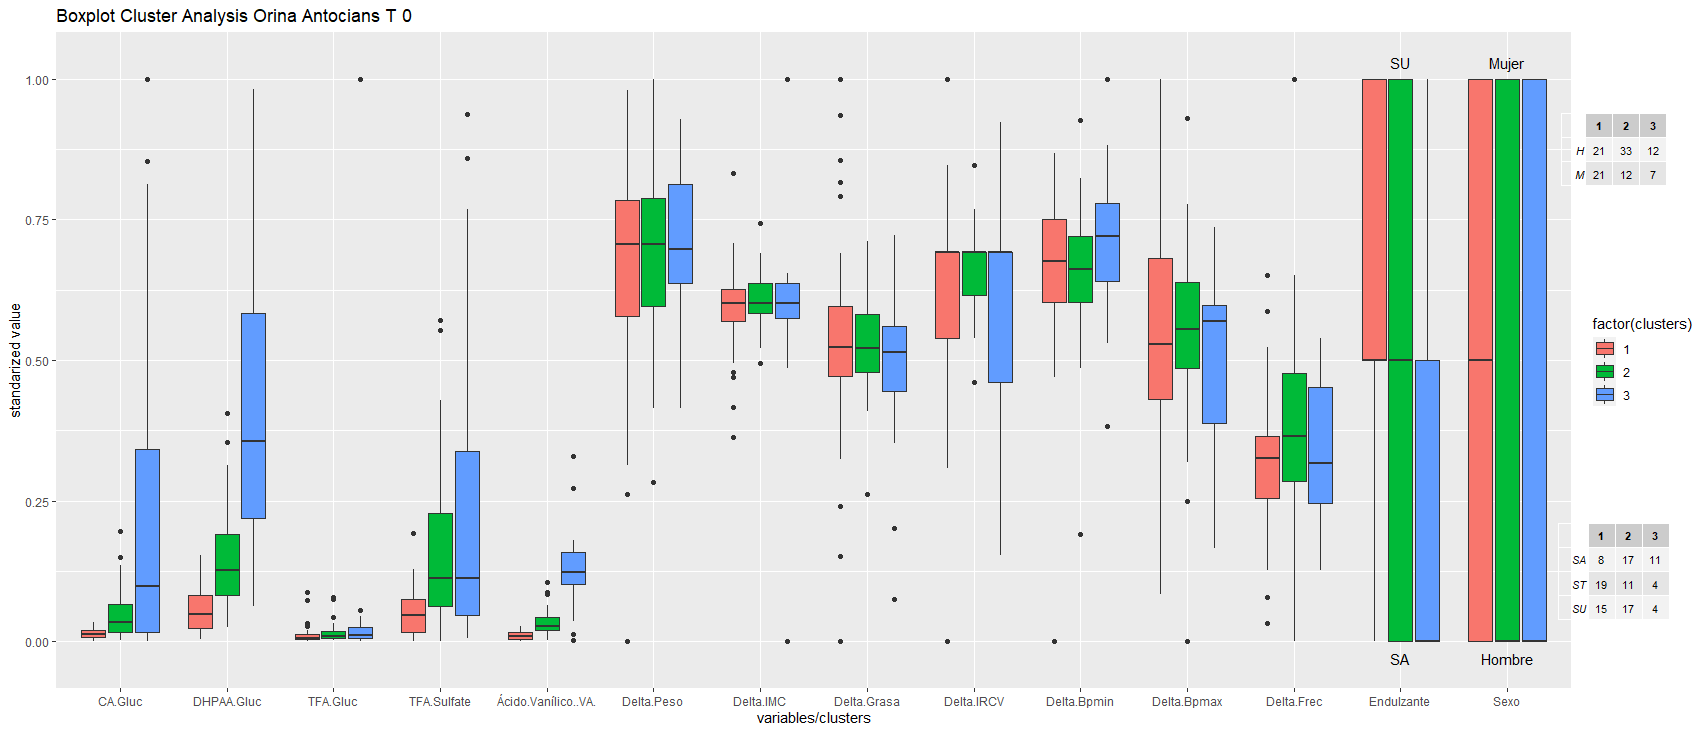 Boxplot Cluster Analysis Orina Antocians T 0
standarized value
1.00
0.75
0.50
0.25
0.00
SU
Mujer
SA
Hombre
CA.Gluc
DHPAA.Gluc
TFA.Gluc
TFA.Sulfate
Ácido.Vanílico..VA.
Delta.Peso
Delta.IMC
Delta.Grasa
Delta.IRCV
Delta.Bpmin
Delta.Bpmax
Delta.Frec
Endulzante
Sexo
variables/clusters
1 2 3
H 21 33 12
M 21 12 7
factor(clusters)
1
2
3
1 2 3
SA 8 17 11
ST 19 11 4
SU 15 17 4